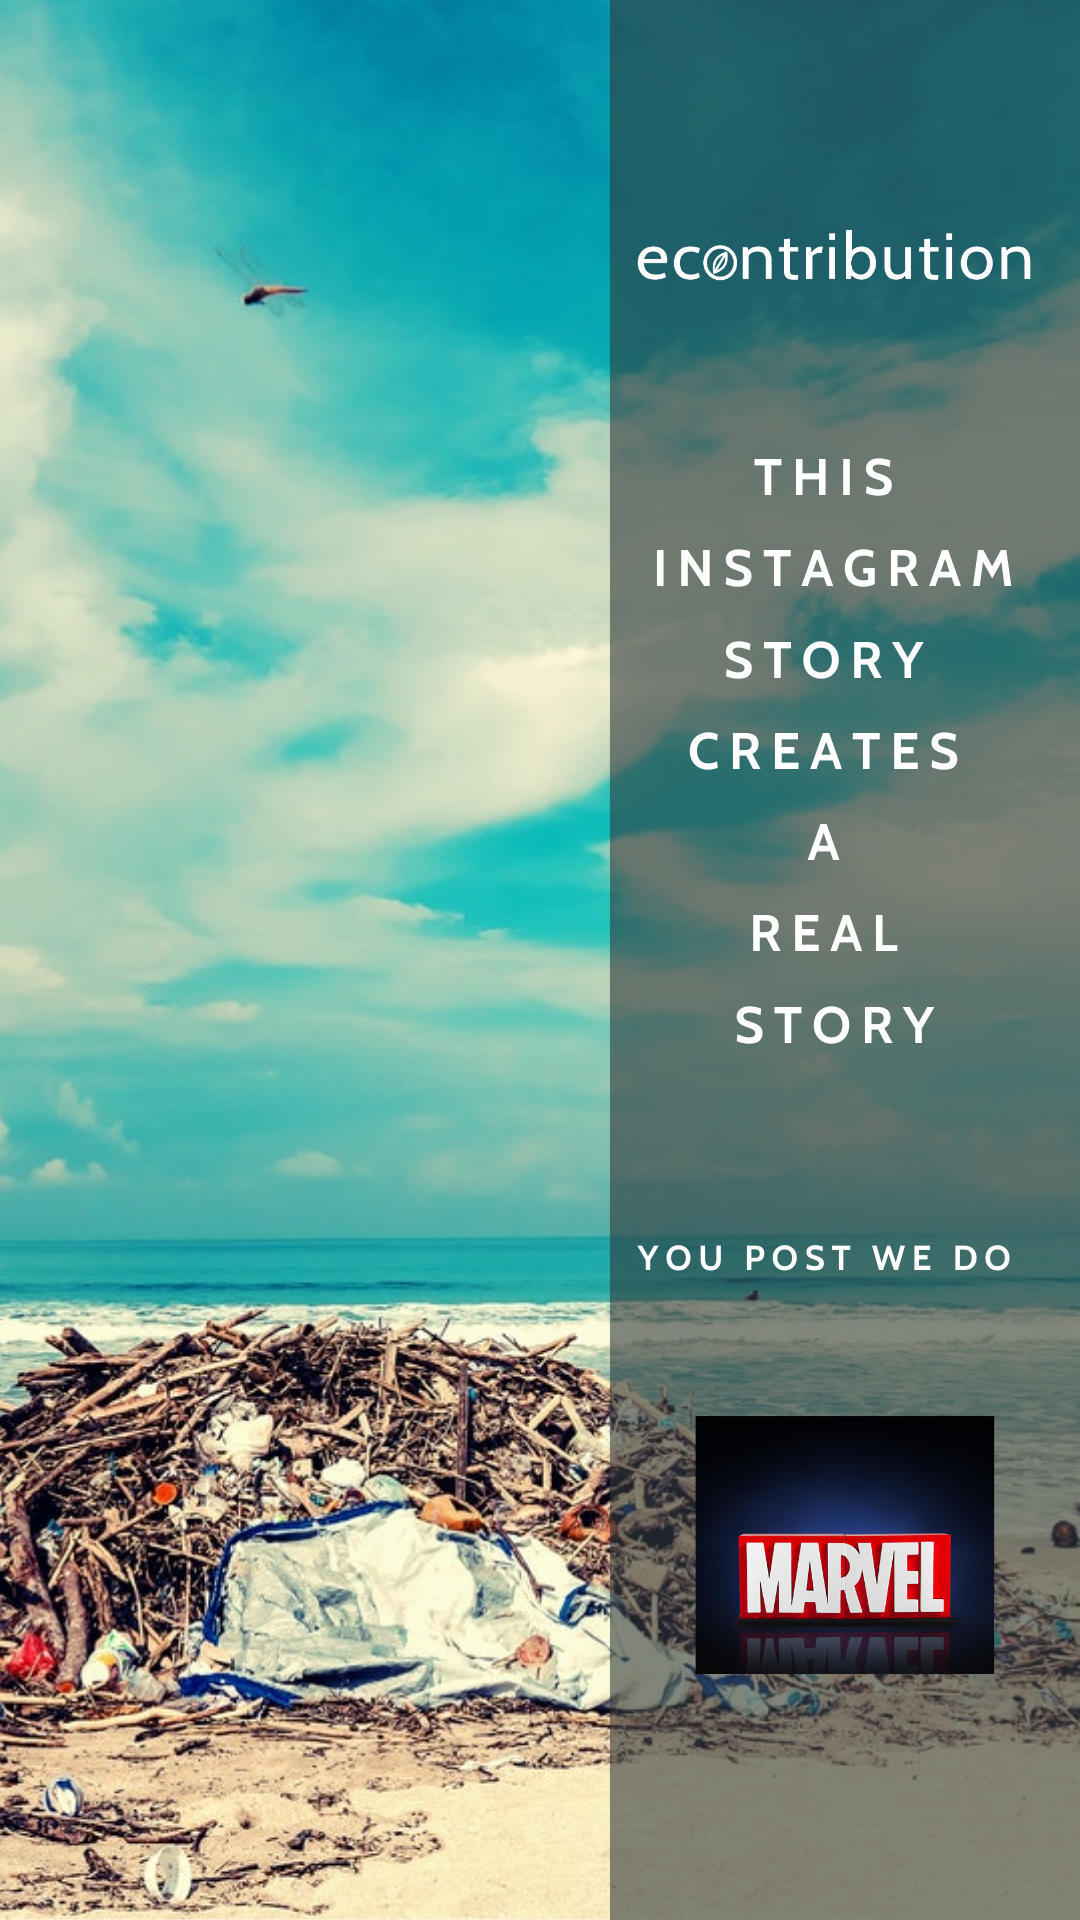 econtribution
THIS
INSTAGRAM
STORY
CREATES
A
REAL
STORY
YOU POST WE DO
MARVEL